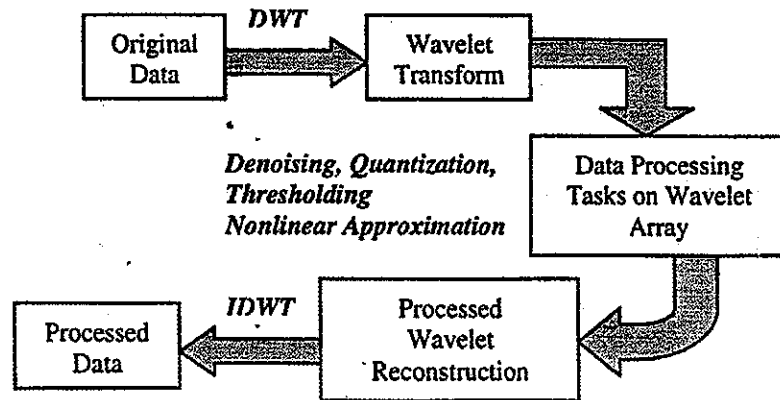 DWT
Original
Data
Wavelet
Transform
Denoising, Quantization,
Thresholding
Nonlinear Approximation
Data Processing
Tasks on Wavelet
Array
IDWT
Processed
Data
Processed
Wavelet
Reconstruction